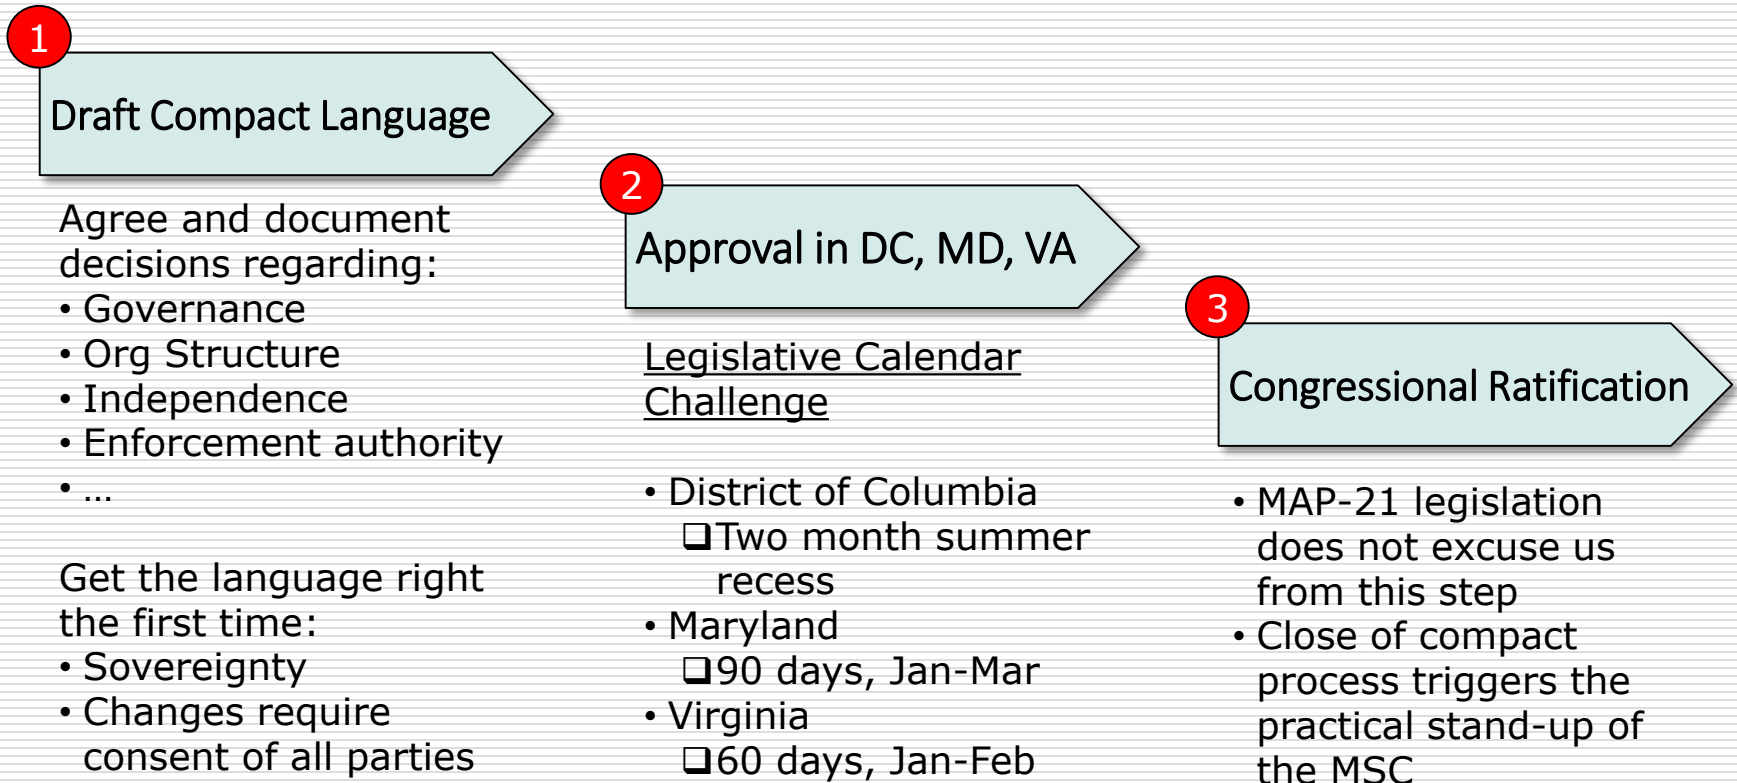 1
Draft Compact Language
Agree and document
decisions regarding:
• Governance
• Org Structure
• Independence
• Enforcement authority
• …
Get the language right
the first time:
• Sovereignty
• Changes require
consent of all parties
2
Approval in DC, MD, VA
Legislative Calendar
Challenge
• District of Columbia
❑Two month summer
recess
• Maryland
❑90 days, Jan-Mar
• Virginia
❑60 days, Jan-Feb
3
Congressional Ratification
• MAP-21 legislation
does not excuse us
from this step
• Close of compact
process triggers the
practical stand-up of
the MSC